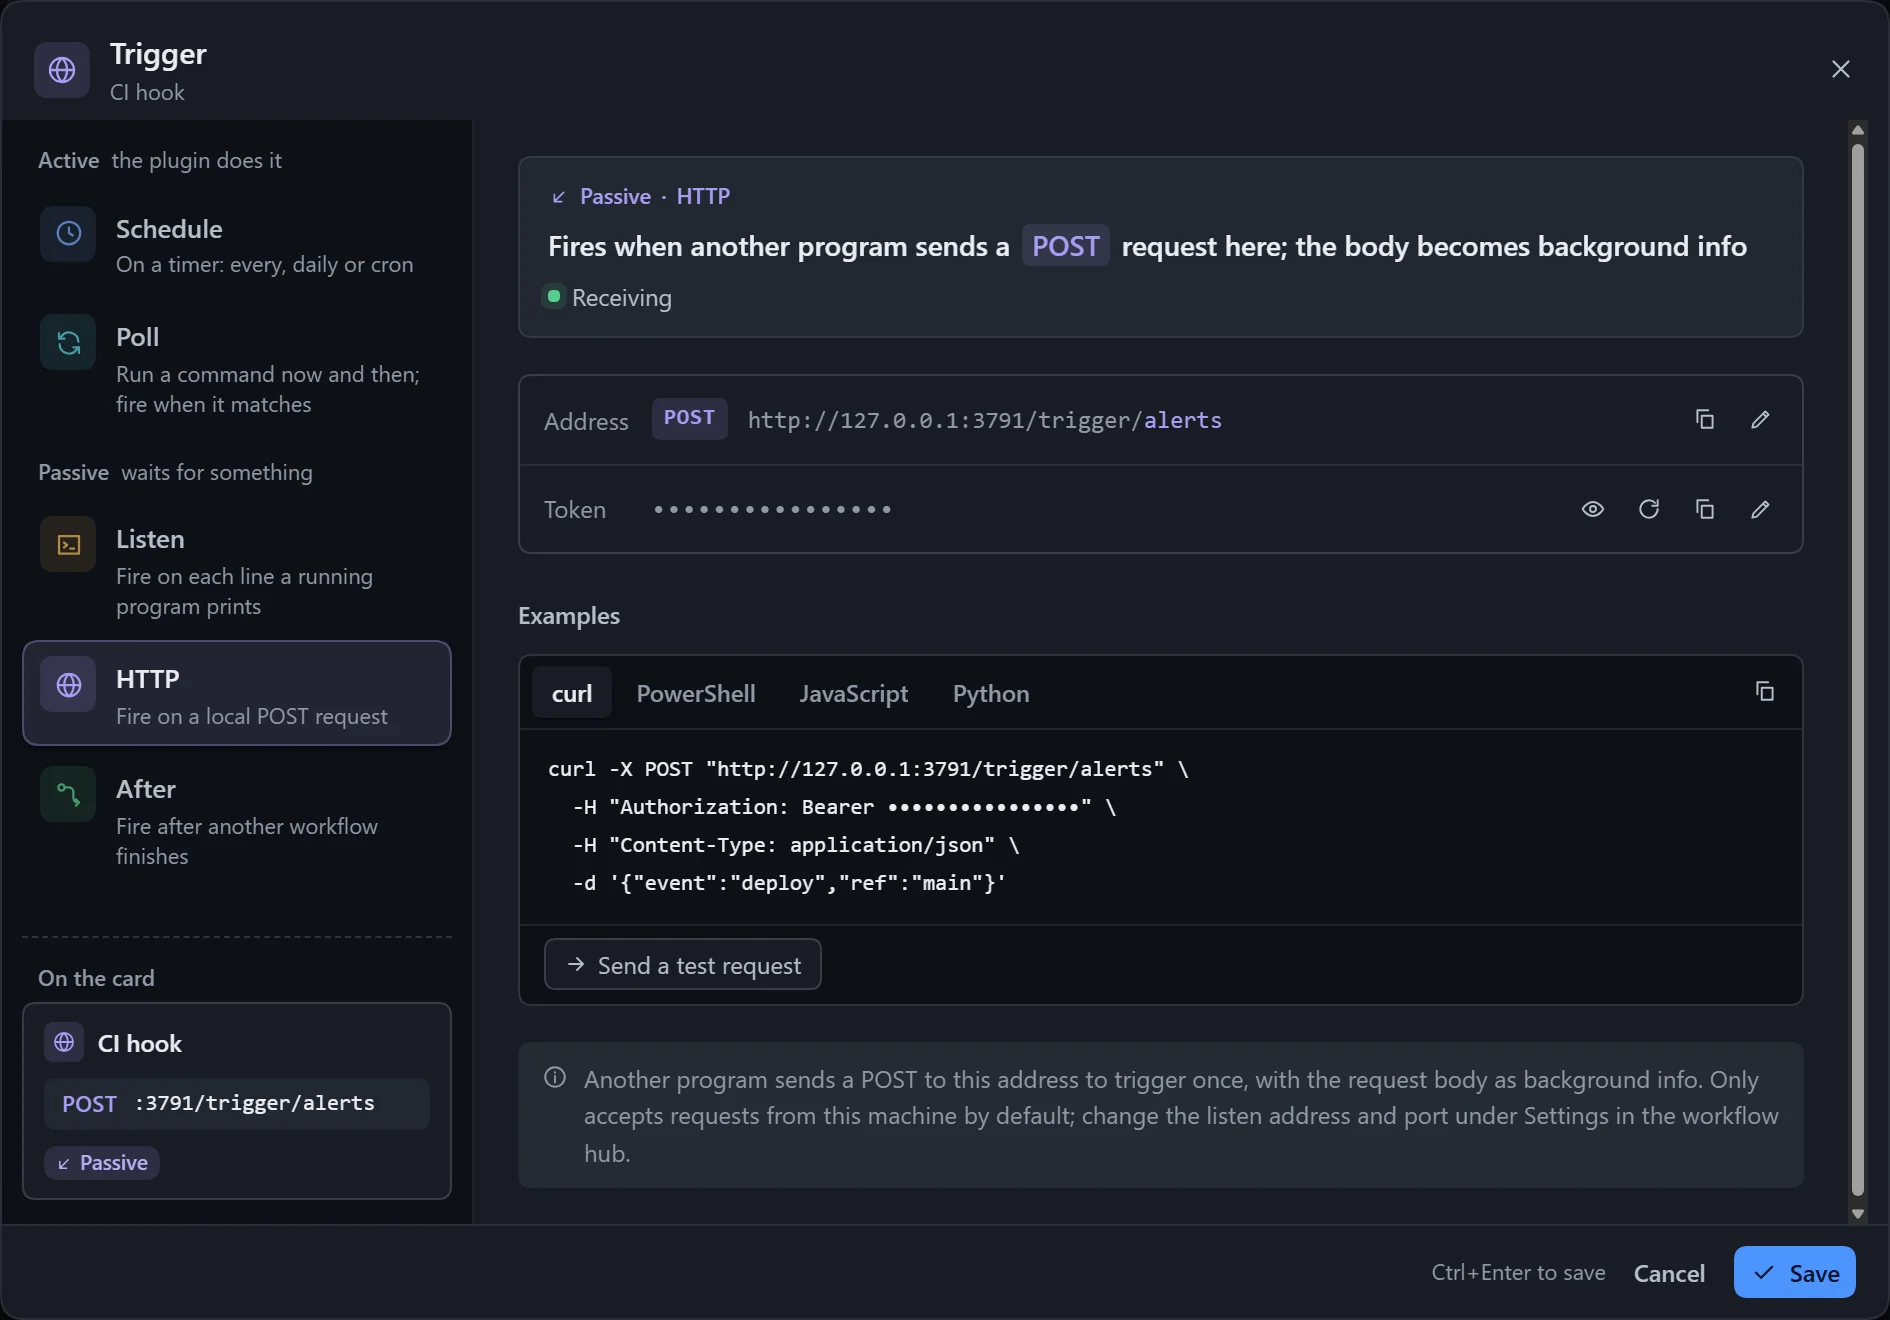 Trigger
CI hook
Active the plugin does it
Schedule
On a timer: every, daily or cron
Poll
Run a command now and then;
fire when it matches
Passive waits for something
Listen
Fire on each line a running
program prints
HTTP
Fire on a local POST request
After
Fire after another workflow
finishes
On the card
CI hook
POST :3791/trigger/alerts
Passive
Passive · HTTP
Fires when another program sends a POST request here; the body becomes background info
Receiving
Address POST http://127.0.0.1:3791/trigger/alerts
Token ••••••••••••••••
Examples
curl PowerShell JavaScript Python
curl -X POST "http://127.0.0.1:3791/trigger/alerts" \
-H "Authorization: Bearer ••••••••••••••••" \
-H "Content-Type: application/json" \
-d '{"event":"deploy","ref":"main"}'
Send a test request
Another program sends a POST to this address to trigger once, with the request body as background info. Only
accepts requests from this machine by default; change the listen address and port under Settings in the workflow
hub.
Ctrl+Enter to save Cancel Save